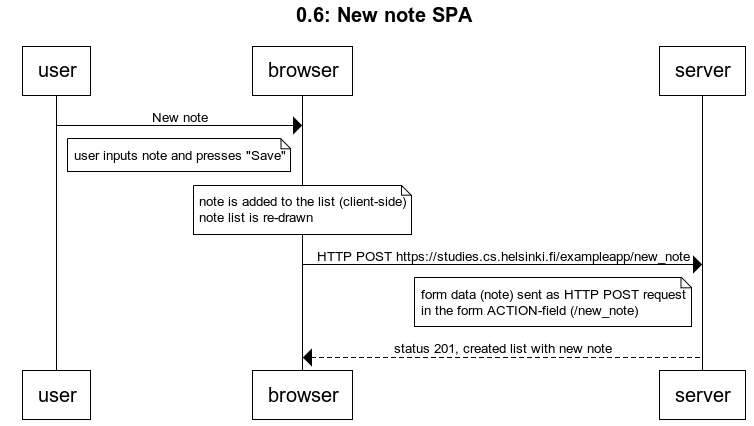 0.6: New note SPA
user
browser
server
New note
user inputs note and presses "Save"
note is added to the list (client-side)
note list is re-drawn
HTTP POST https://studies.cs.helsinki.fi/exampleapp/new_note
form data (note) sent as HTTP POST request
in the form ACTION-field (/new_note)
status 201, created list with new note
user
browser
server